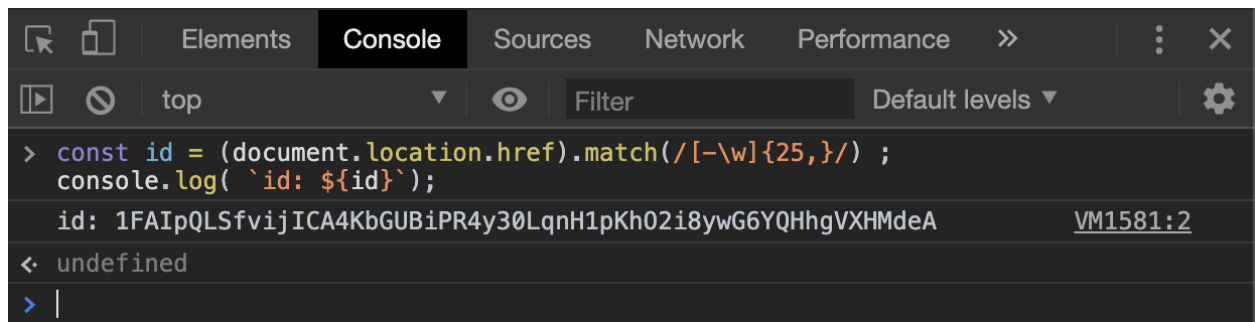 Elements Console Sources Network Performance »
top ▼ Filter Default levels ▼
> const id = (document.location.href).match(/[-\w]{25,}/) ;
console.log( `id: ${id}`);
id: 1FAIpQLSfvijICA4KbGUBiPR4y30LqnH1pKhO2i8ywG6YQHhgVXHMdeA VM1581:2
undefined
>